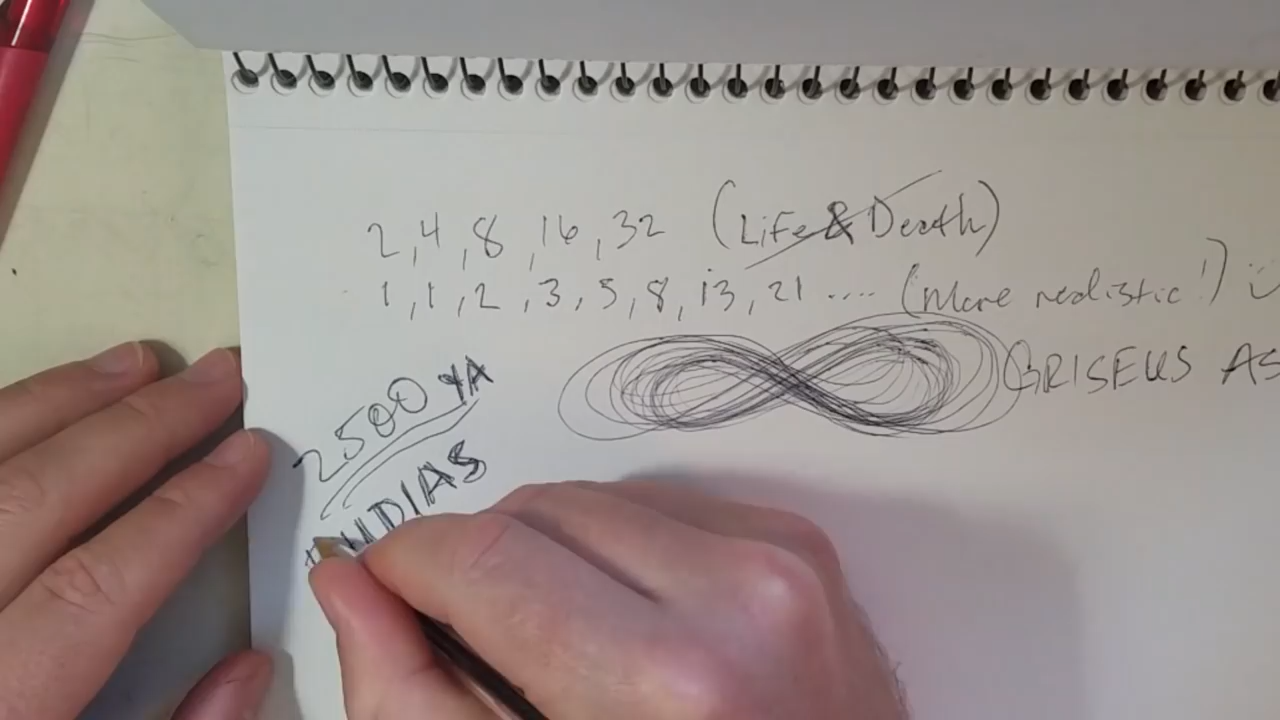 2, 4, 8, 16, 32 (Life & Death)
1, 1, 2, 3, 5, 8, 13, 21 .... (More realistic!)
GRISEUS AS
2500 YA